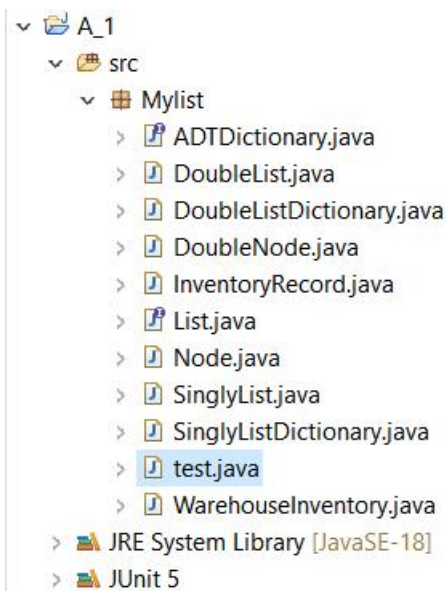 A_1
src
Mylist
ADTDictionary.java
DoubleList.java
DoubleListDictionary.java
DoubleNode.java
InventoryRecord.java
List.java
Node.java
SinglyList.java
SinglyListDictionary.java
test.java
WarehouseInventory.java
JRE System Library [JavaSE-18]
JUnit 5